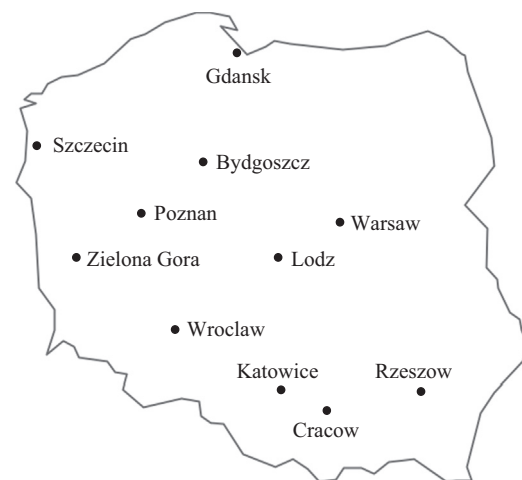 Gdansk
Szczecin
Bydgoszcz
Poznan
Warsaw
Zielona Gora
Lodz
Wroclaw
Katowice
Rzeszow
Cracow